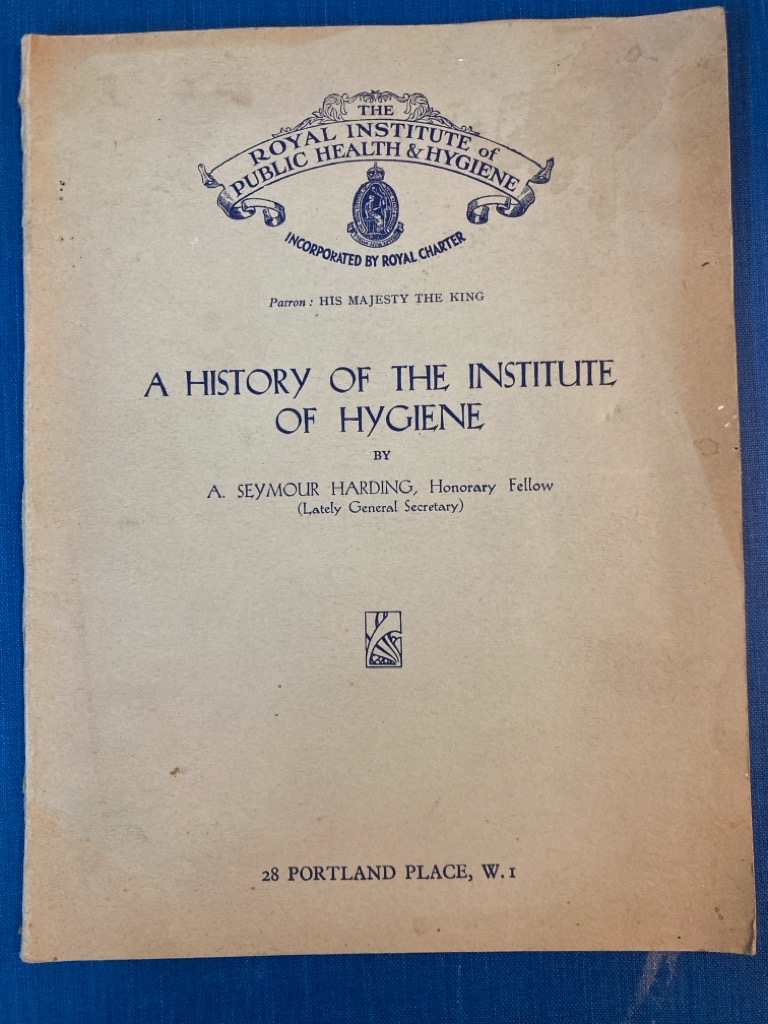 THE
ROYAL INSTITUTE of
PUBLIC HEALTH & HYGIENE
INCORPORATED BY ROYAL CHARTER
Patron : HIS MAJESTY THE KING
A HISTORY OF THE INSTITUTE
OF HYGIENE
BY
A. SEYMOUR HARDING, Honorary Fellow
(Lately General Secretary)
28 PORTLAND PLACE, W.1